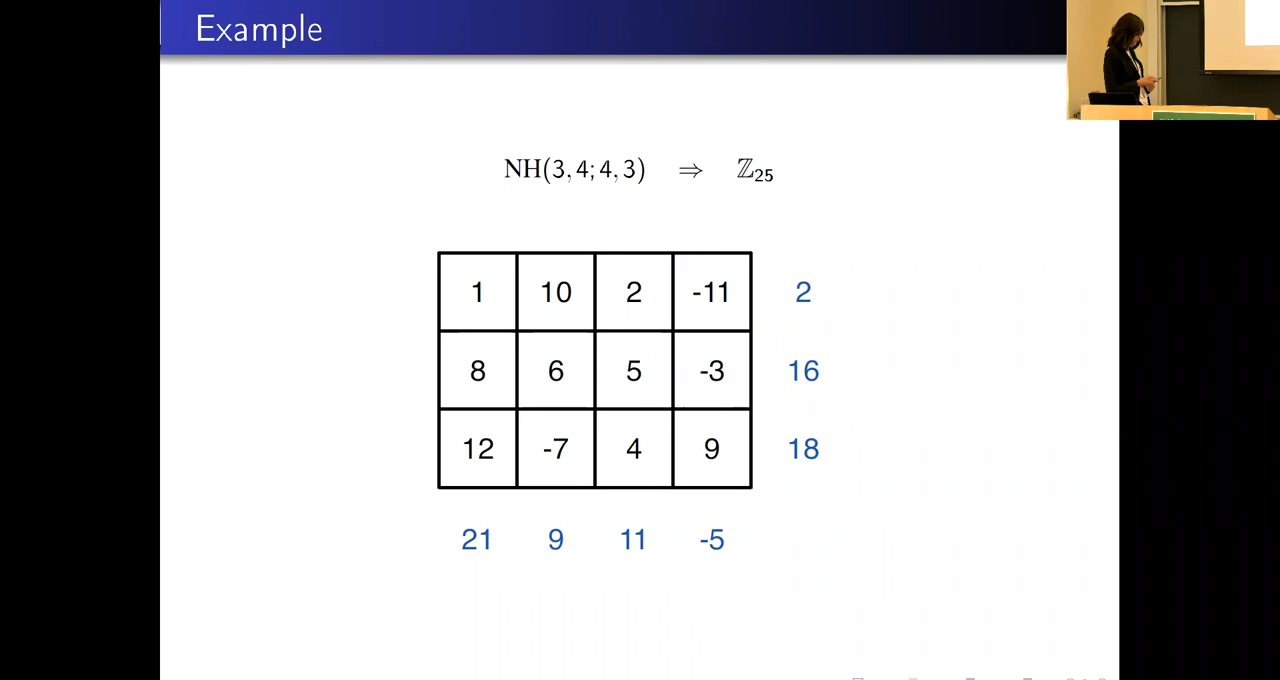 Example
NH(3, 4; 4, 3) ⇒ ℤ₂₅
1 10 2 -11 2
8 6 5 -3 16
12 -7 4 9 18
21 9 11 -5